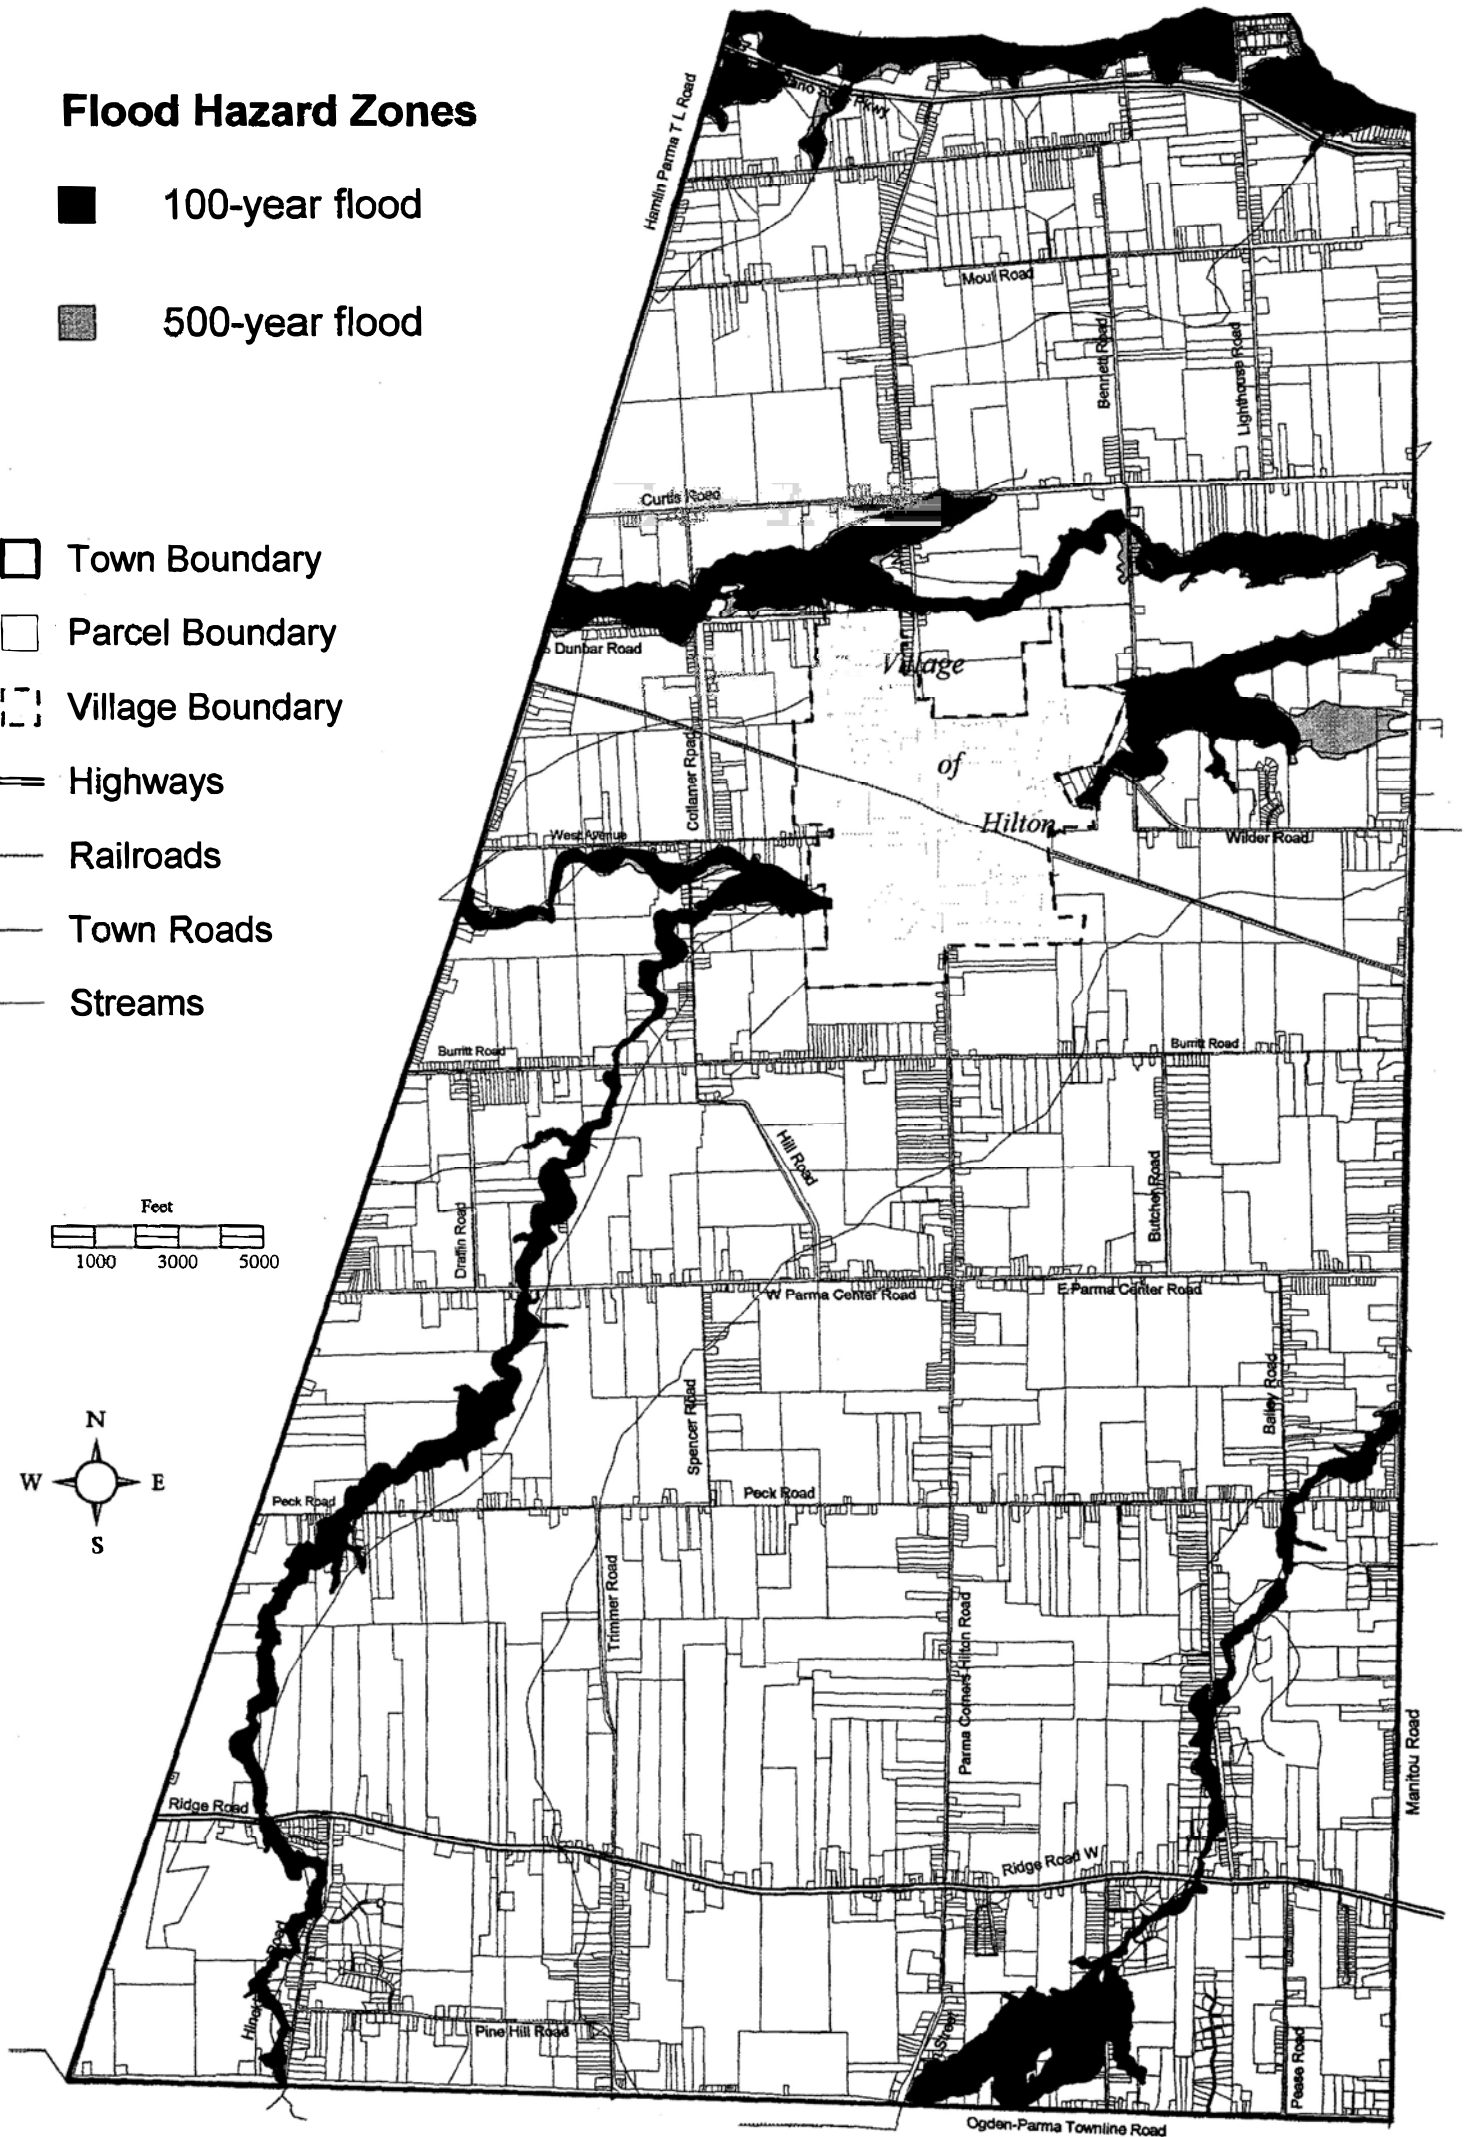 Flood Hazard Zones
100-year flood
500-year flood
Town Boundary
Parcel Boundary
Village Boundary
Highways
Railroads
Town Roads
Streams
Feet
1000 3000 5000
N
W E
S
Hamlin Parma T L Road
Pkwy
Moul Road
Bennett Road
Lighthouse Road
Curtis Road
Dunbar Road
Village
of
Hilton
Collamer Road
West Avenue
Wilder Road
Burritt Road
Burritt Road
Hill Road
Draffin Road
Butcher Road
W Parma Center Road
E Parma Center Road
Spencer Road
Bailey Road
Peck Road
Peck Road
Trimmer Road
Parma Corners Hilton Road
Manitou Road
Ridge Road
Ridge Road W
Road
Pine Hill Road
Street
Pease Road
Ogden-Parma Townline Road